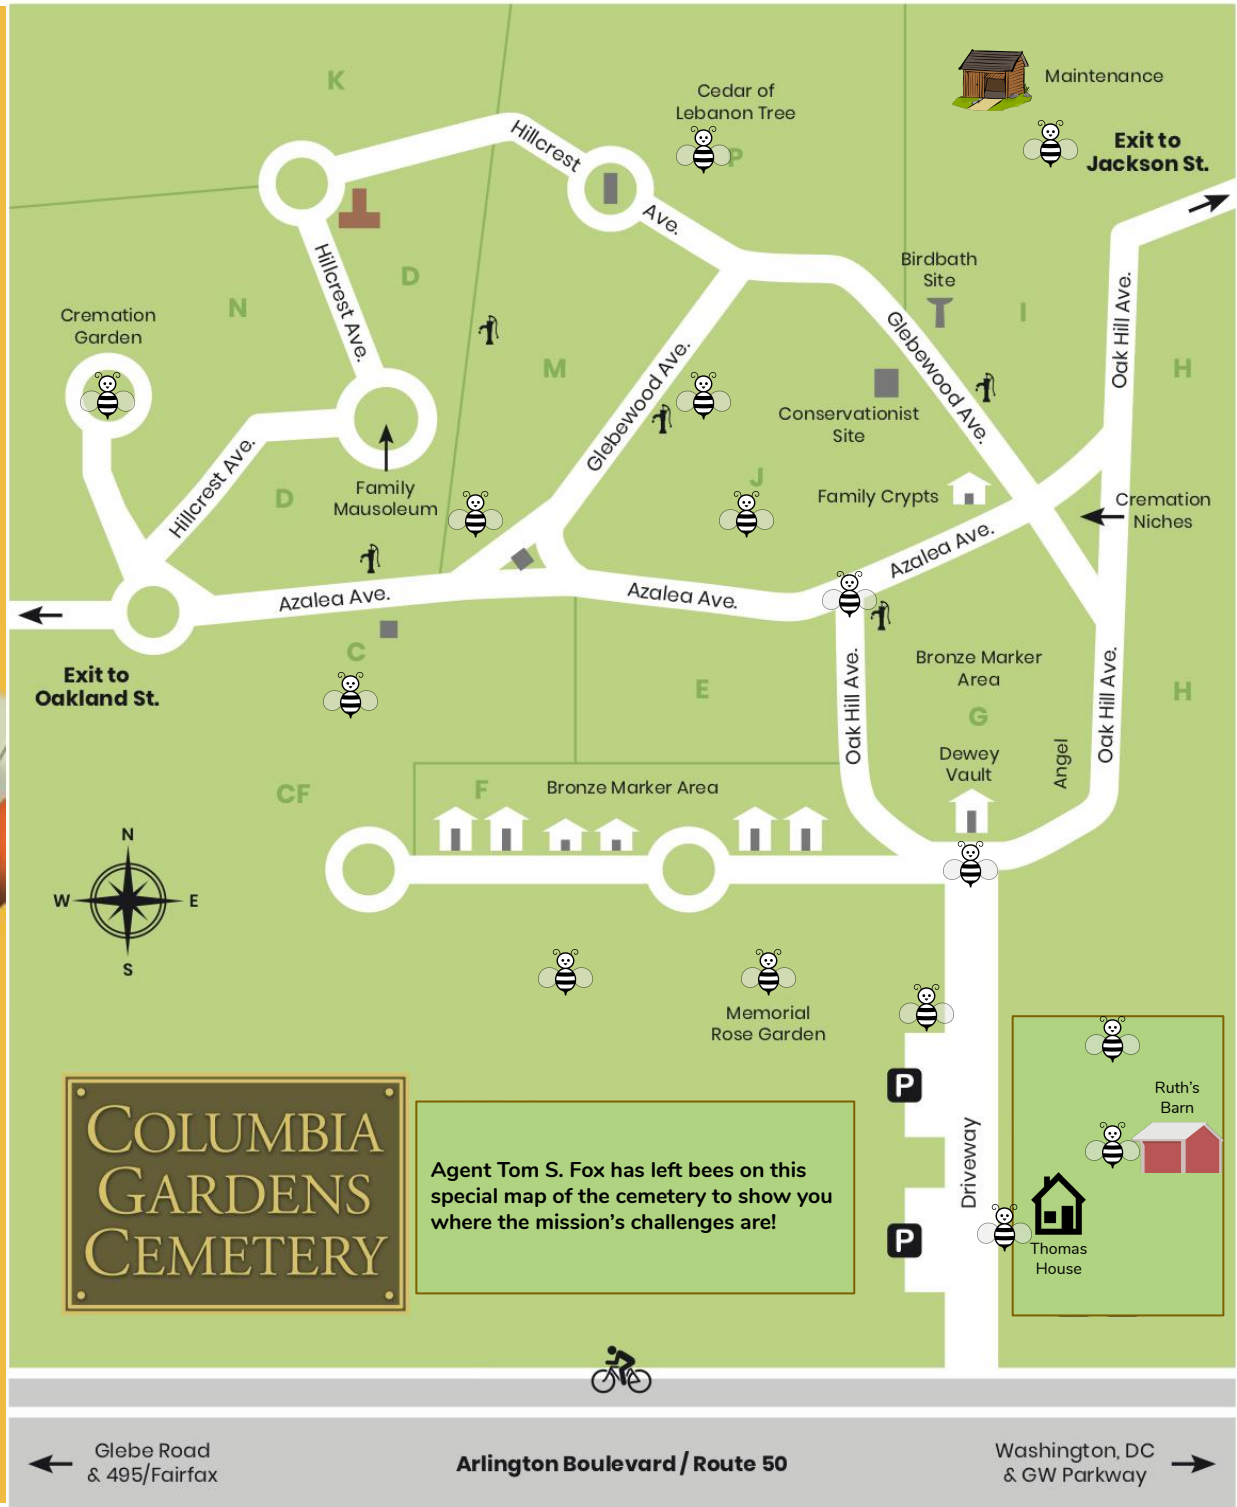 K
Cedar of
Lebanon Tree
P
Maintenance
Exit to
Jackson St.
Hillcrest
Ave.
Hillcrest Ave.
D
N
Birdbath
Site
I
Oak Hill Ave.
H
Cremation
Garden
M
Glebewood Ave.
Glebewood Ave.
Conservationist
Site
Hillcrest Ave.
D
Family
Mausoleum
J
Family Crypts
Cremation
Niches
Azalea Ave.
Azalea Ave.
Azalea Ave.
Exit to
Oakland St.
C
E
Oak Hill Ave.
Bronze Marker
Area
G
Oak Hill Ave.
H
Dewey
Vault
Angel
CF
F
Bronze Marker Area
N
W
E
S
Memorial
Rose Garden
P
P
Driveway
Ruth's
Barn
Thomas
House
COLUMBIA
GARDENS
CEMETERY
Agent Tom S. Fox has left bees on this
special map of the cemetery to show you
where the mission's challenges are!
Glebe Road
& 495/Fairfax
Arlington Boulevard / Route 50
Washington, DC
& GW Parkway